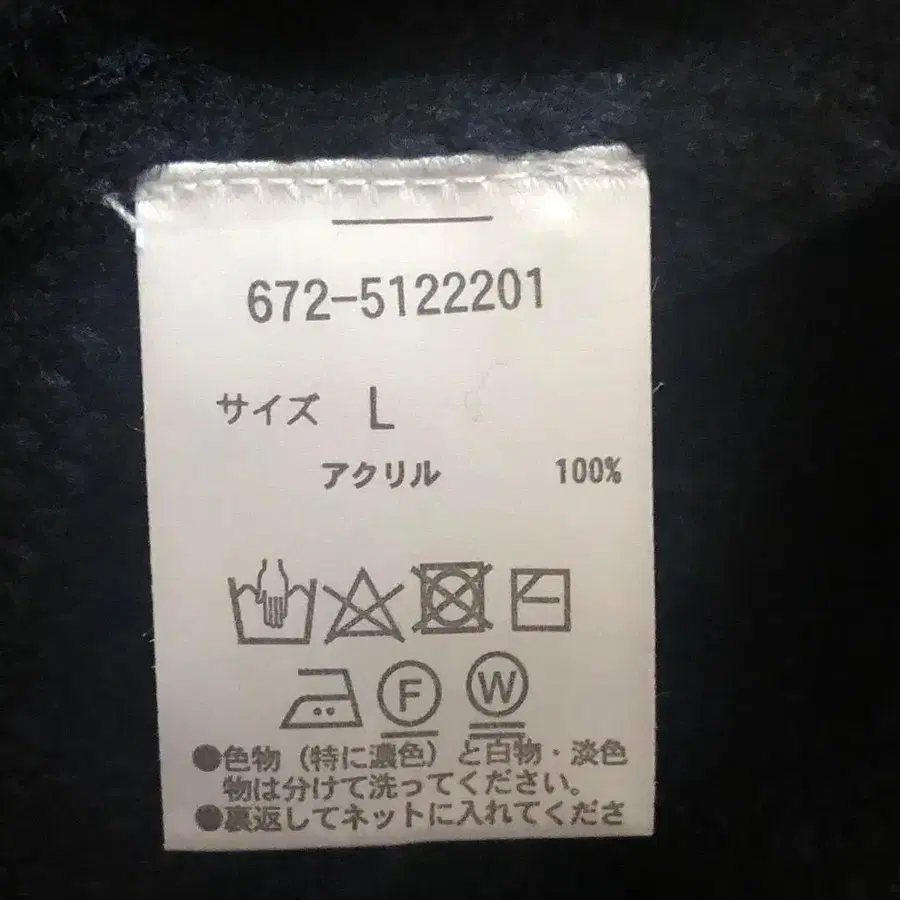 672-5122201
サイズ L
アクリル 100%
F W
●色物（特に濃色）と白物・淡色
物は分けて洗ってください。
●裏返してネットに入れてくださ